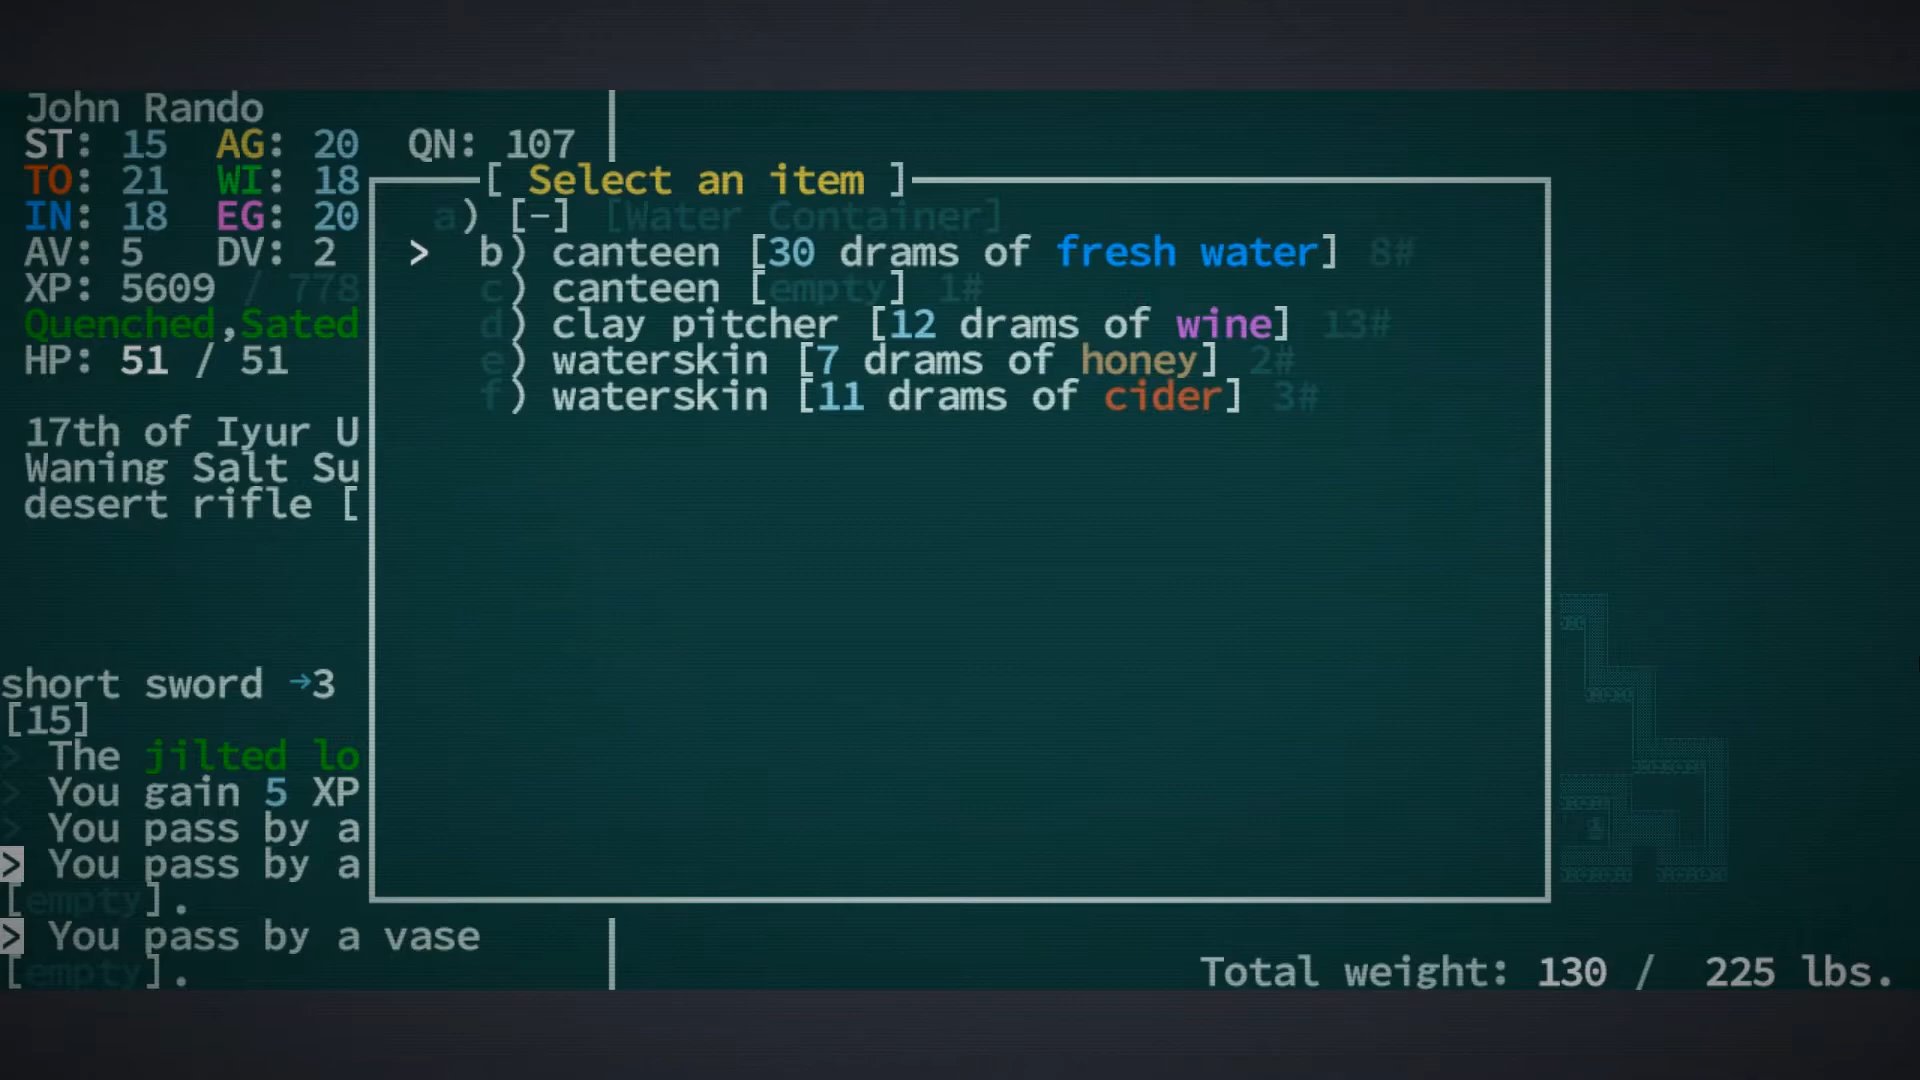 John Rando
ST: 15 AG: 20 QN: 107
TO: 21 WI: 18
[ Select an item ]
IN: 18 EG: 20
a) [-] [Water Container]
AV: 5 DV: 2
> b) canteen [30 drams of fresh water] 8#
XP: 5609 / 778
c) canteen [empty] 1#
Quenched,Sated
d) clay pitcher [12 drams of wine] 13#
HP: 51 / 51
e) waterskin [7 drams of honey] 2#
f) waterskin [11 drams of cider] 3#
17th of Iyur U
Waning Salt Su
desert rifle [
short sword →3
[15]
> The jilted lo
> You gain 5 XP
> You pass by a
> You pass by a
[empty].
> You pass by a vase
[empty].
Total weight: 130 / 225 lbs.